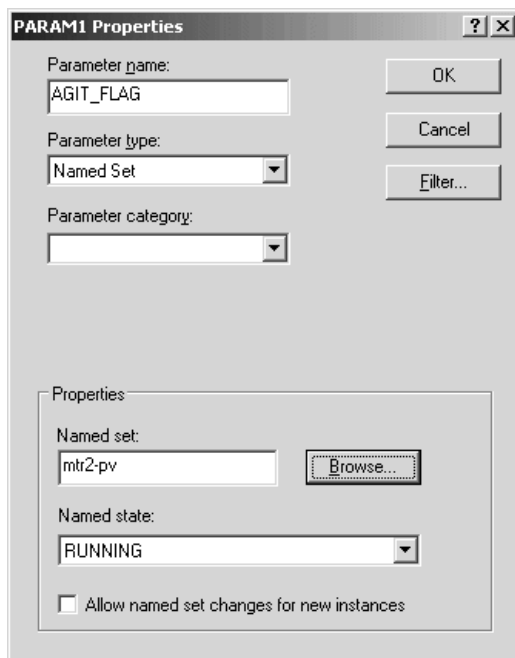 PARAM1 Properties
Parameter name:
AGIT_FLAG
OK
Parameter type:
Named Set
Cancel
Filter...
Parameter category:
Properties
Named set:
mtr2-pv
Browse...
Named state:
RUNNING
Allow named set changes for new instances